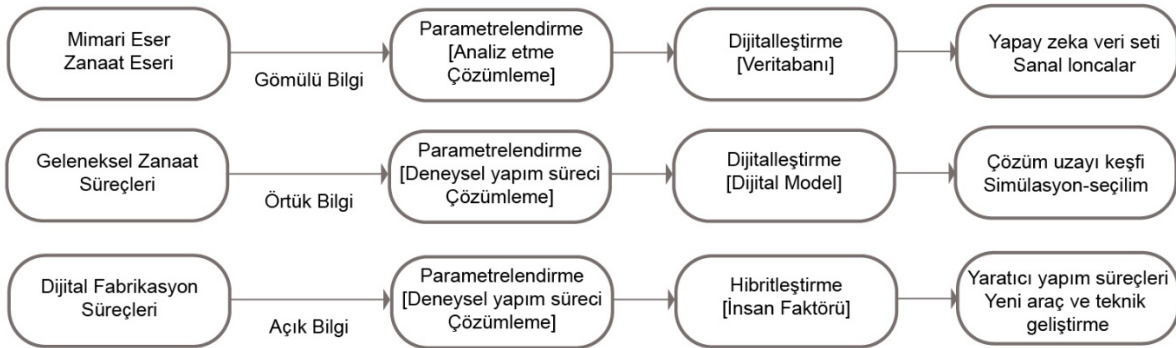 Mimari Eser
Zanaat Eseri
Gömülü Bilgi
Parametrelendirme
[Analiz etme
Çözümleme]
Dijitalleştirme
[Veritabanı]
Yapay zeka veri seti
Sanal loncalar
Geleneksel Zanaat
Süreçleri
Örtük Bilgi
Parametrelendirme
[Deneysel yapım süreci
Çözümleme]
Dijitalleştirme
[Dijital Model]
Çözüm uzayı keşfi
Simülasyon-seçilim
Dijital Fabrikasyon
Süreçleri
Açık Bilgi
Parametrelendirme
[Deneysel yapım süreci
Çözümleme]
Hibritleştirme
[İnsan Faktörü]
Yaratıcı yapım süreçleri
Yeni araç ve teknik
geliştirme